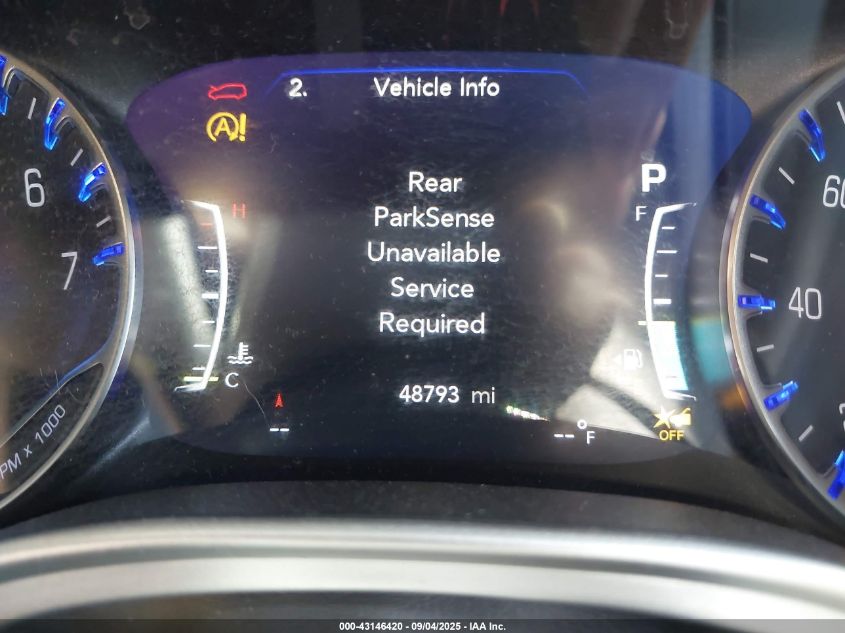 2. Vehicle Info
A!
Rear
ParkSense
Unavailable
Service
Required
P
H
F
C
48793 mi
--
-- °F
OFF
6
7
PM x 1000
60
40
000-43146420 - 09/04/2025 - IAA Inc.